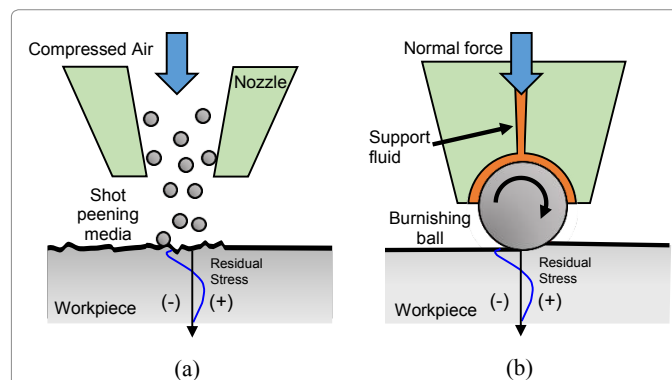 Compressed Air
Nozzle
Shot
peening
media
Residual
Stress
(-)
(+)
Workpiece
(a)
Normal force
Support
fluid
Burnishing
ball
Residual
Stress
(-)
(+)
Workpiece
(b)